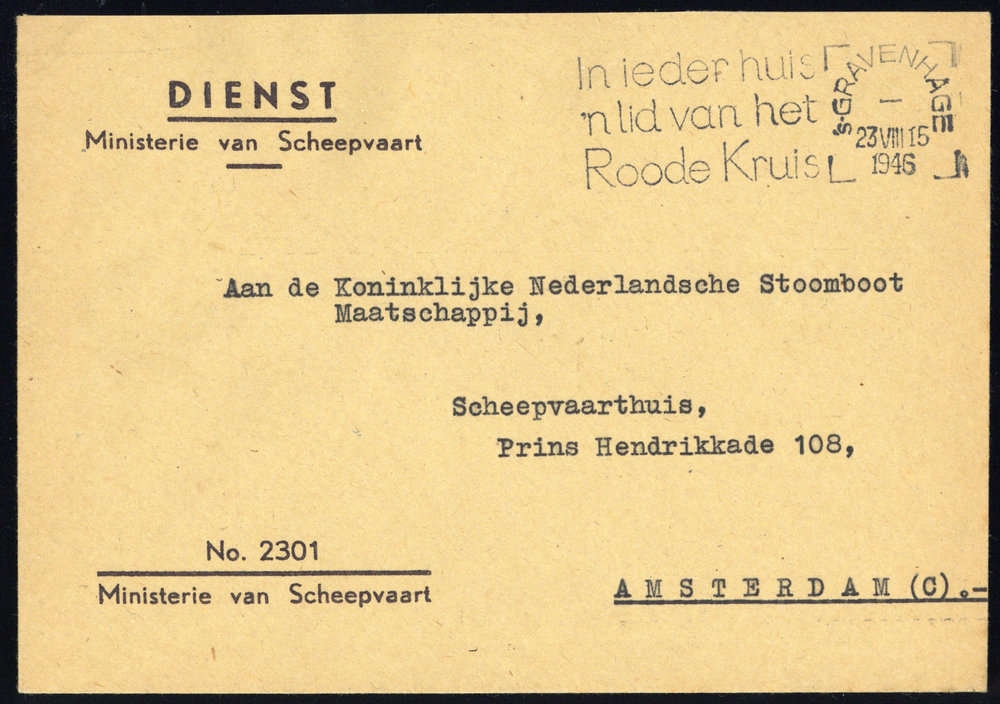 DIENST
Ministerie van Scheepvaart
In ieder huis
'n lid van het
Roode Kruis
's-GRAVENHAGE
23 VIII 15
1946
Aan de Koninklijke Nederlandsche Stoomboot
Maatschappij,
Scheepvaarthuis,
Prins Hendrikkade 108,
No. 2301
Ministerie van Scheepvaart
AMSTERDAM (C).-